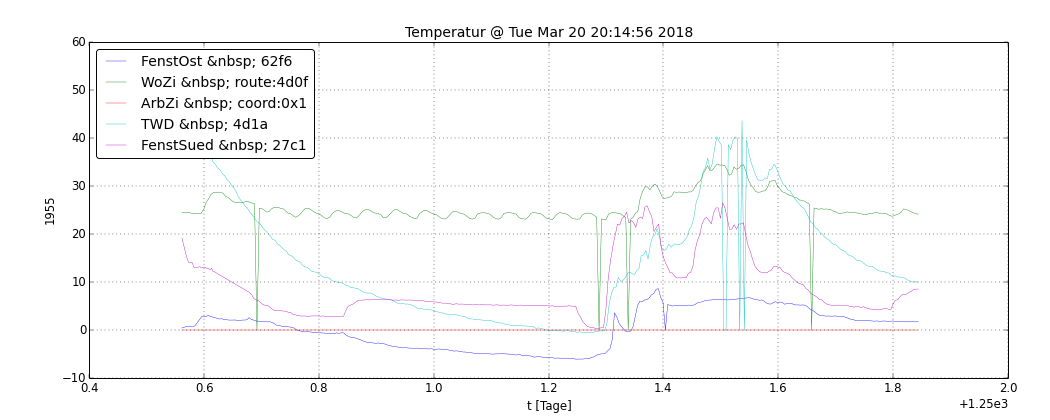 Temperatur @ Tue Mar 20 20:14:56 2018
60
50
40
30
20
10
0
−10
1955
FenstOst &nbsp; 62f6
WoZi &nbsp; route:4d0f
ArbZi &nbsp; coord:0x1
TWD &nbsp; 4d1a
FenstSued &nbsp; 27c1
0.4 0.6 0.8 1.0 1.2 1.4 1.6 1.8 2.0
t [Tage]
+1.25e3